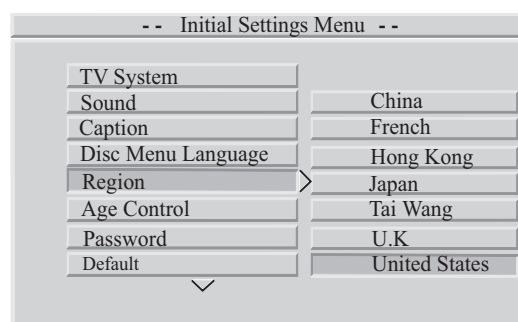 -- Initial Settings Menu --
TV System
Sound
Caption
Disc Menu Language
Region
Age Control
Password
Default
China
French
Hong Kong
Japan
Tai Wang
U.K
United States